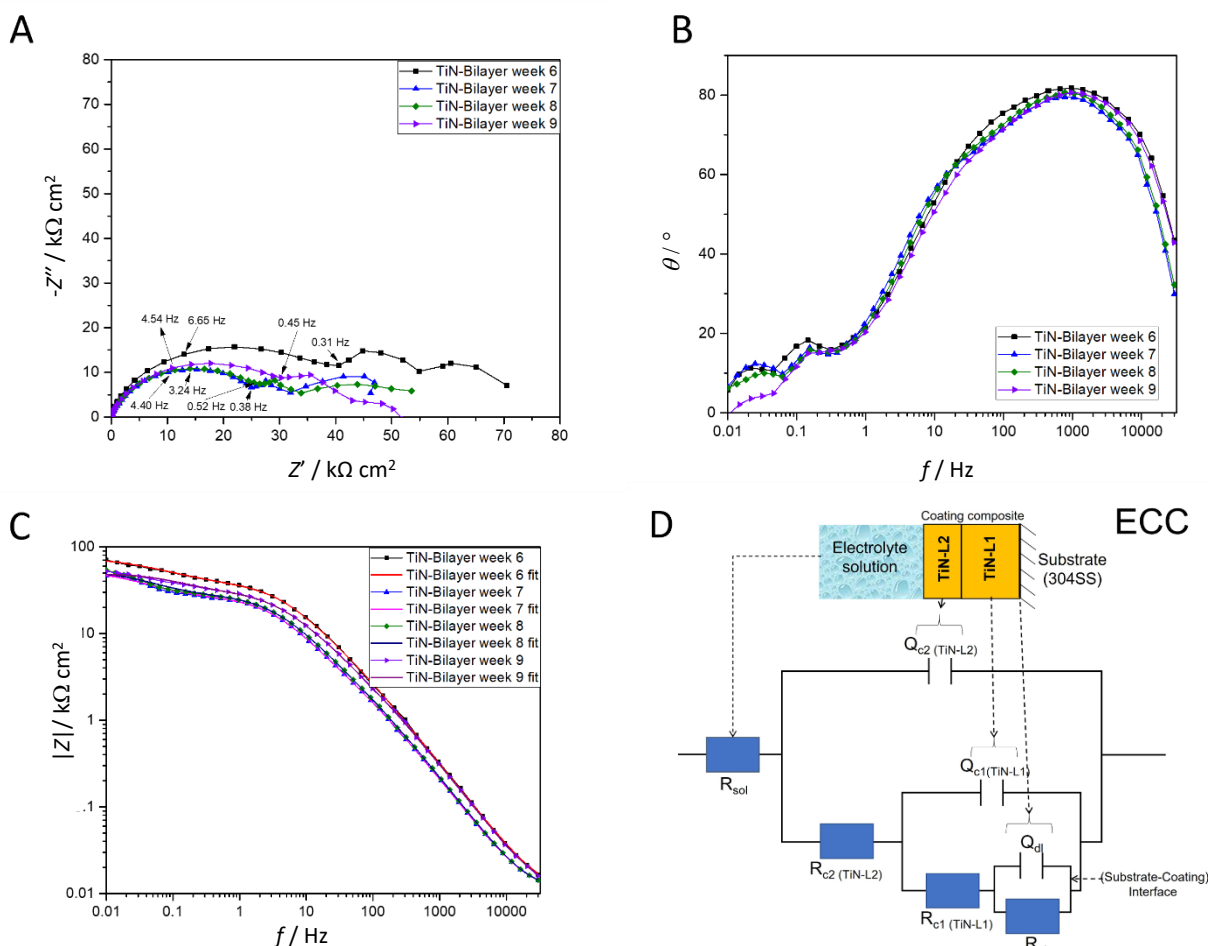 A
80
70
60
50
40
30
20
10
0
-Z″ / kΩ cm²
TiN-Bilayer week 6
TiN-Bilayer week 7
TiN-Bilayer week 8
TiN-Bilayer week 9
4.54 Hz
6.65 Hz
0.45 Hz
0.31 Hz
3.24 Hz
4.40 Hz
0.52 Hz
0.38 Hz
0 10 20 30 40 50 60 70 80
Z′ / kΩ cm²
B
80
60
40
20
0
θ / °
TiN-Bilayer week 6
TiN-Bilayer week 7
TiN-Bilayer week 8
TiN-Bilayer week 9
0.01 0.1 1 10 100 1000 10000
f / Hz
C
100
10
1
.1
0.01
|Z| / kΩ cm²
TiN-Bilayer week 6
TiN-Bilayer week 6 fit
TiN-Bilayer week 7
TiN-Bilayer week 7 fit
TiN-Bilayer week 8
TiN-Bilayer week 8 fit
TiN-Bilayer week 9
TiN-Bilayer week 9 fit
0.01 0.1 1 10 100 1000 10000
f / Hz
D
ECC
Coating composite
Electrolyte
solution
TiN-L2
TiN-L1
Substrate
(304SS)
Qc2 (TiN-L2)
Qc1(TiN-L1)
Rsol
Qdl
Rc2 (TiN-L2)
(Substrate-Coating)
Interface
Rc1 (TiN-L1)
R